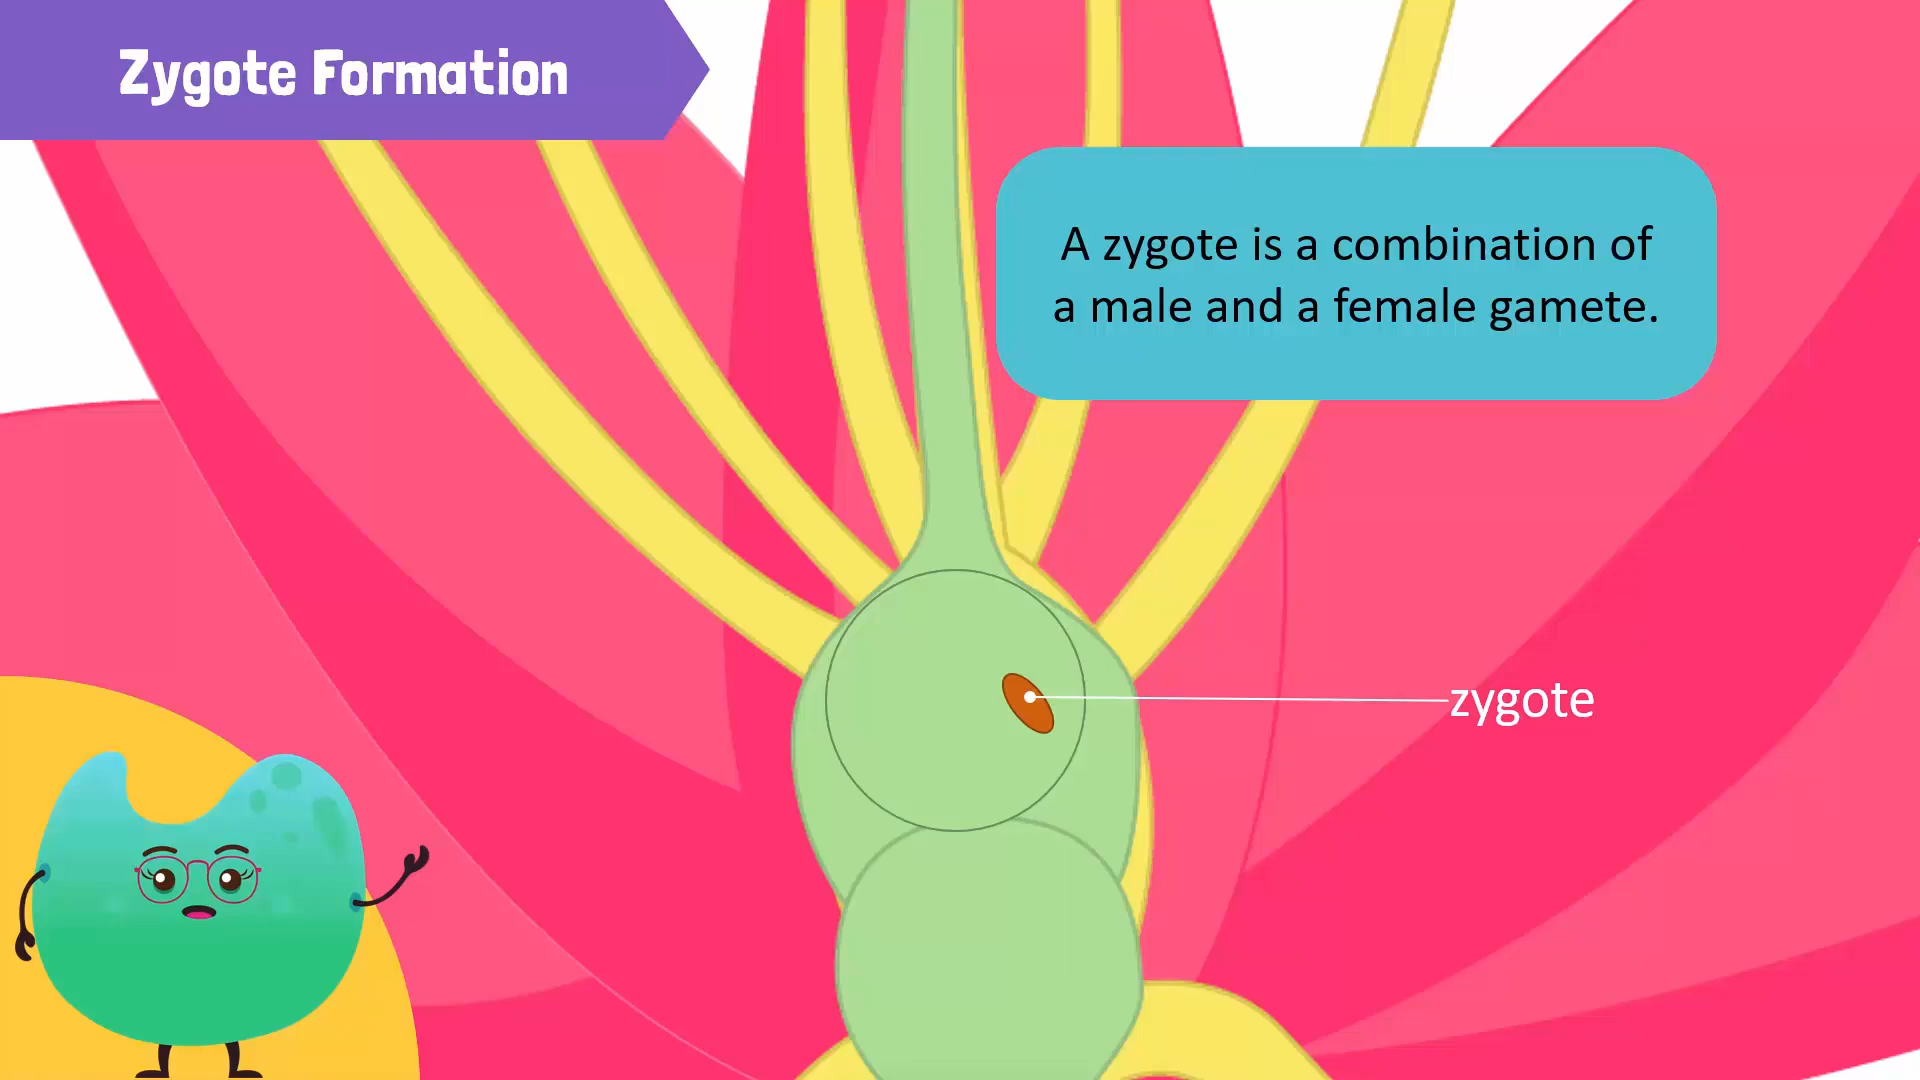 Zygote Formation
A zygote is a combination of
a male and a female gamete.
zygote